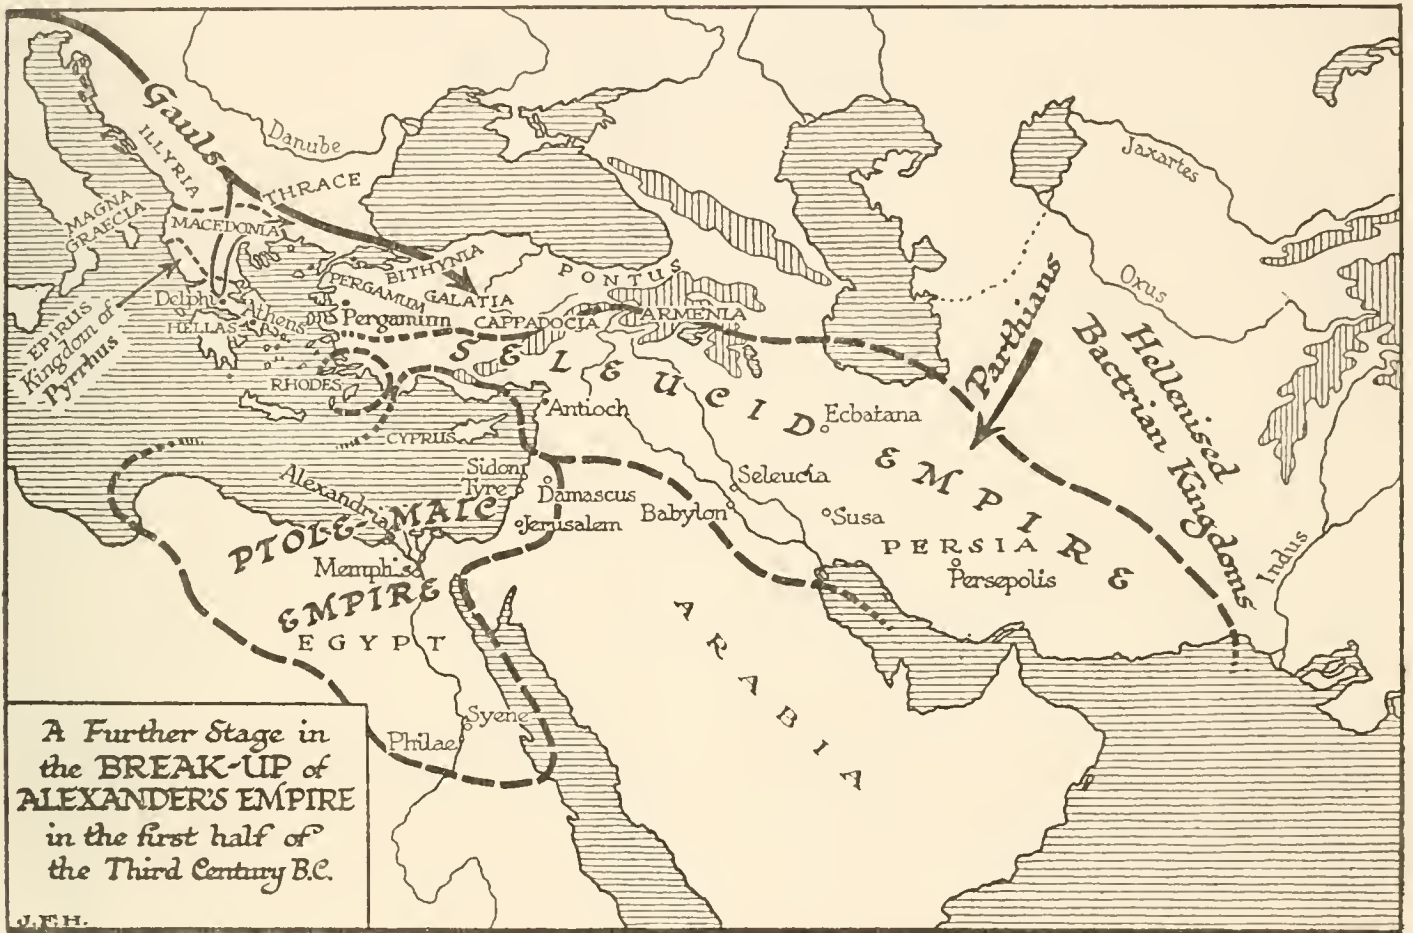 Gauls
ILLYRIA
Danube
THRACE
MAGNA
GRAECIA
MACEDONIA
EPIRUS
Kingdom of
Pyrrhus
Delphi
HELLAS
Athens
BITHYNIA
PERGAMUM
GALATIA
Pergamum
PONTUS
CAPPADOCIA
ARMENIA
RHODES
CYPRUS
Antioch
SELEUCID
EMPIRE
Ecbatana
Parthians
Jaxartes
Oxus
Hellenised
Bactrian Kingdoms
Indus
Sidon
Tyre
Damascus
Jerusalem
Seleucia
Babylon
Susa
PERSIA
Persepolis
Alexandria
PTOLEMAIC
EMPIRE
Memphis
EGYPT
ARABIA
Syene
Philae
A Further Stage in
the BREAK-UP of
ALEXANDER'S EMPIRE
in the first half of
the Third Century B.C.
J.F.H.